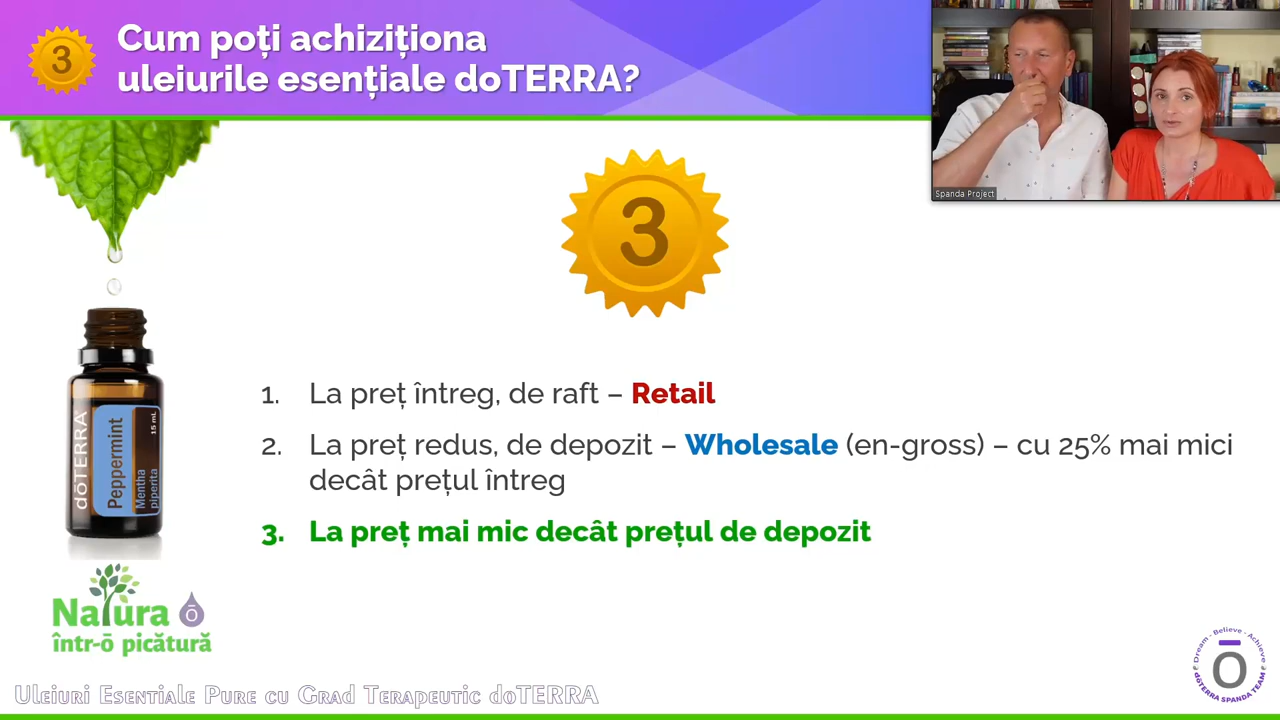 3
Cum poți achiziționa
uleiurile esențiale doTERRA?
Spanda Project
3
1. La preț întreg, de raft – Retail
2. La preț redus, de depozit – Wholesale (en-gross) – cu 25% mai mici
decât prețul întreg
3. La preț mai mic decât prețul de depozit
dōTERRA
Peppermint
Mentha
piperita
15 mL
Natura ō
într-ō picătură
Dream - Believe - Achieve
ō
dōTERRA SPANDA TEAM
Uleiuri Esentiale Pure cu Grad Terapeutic doTERRA